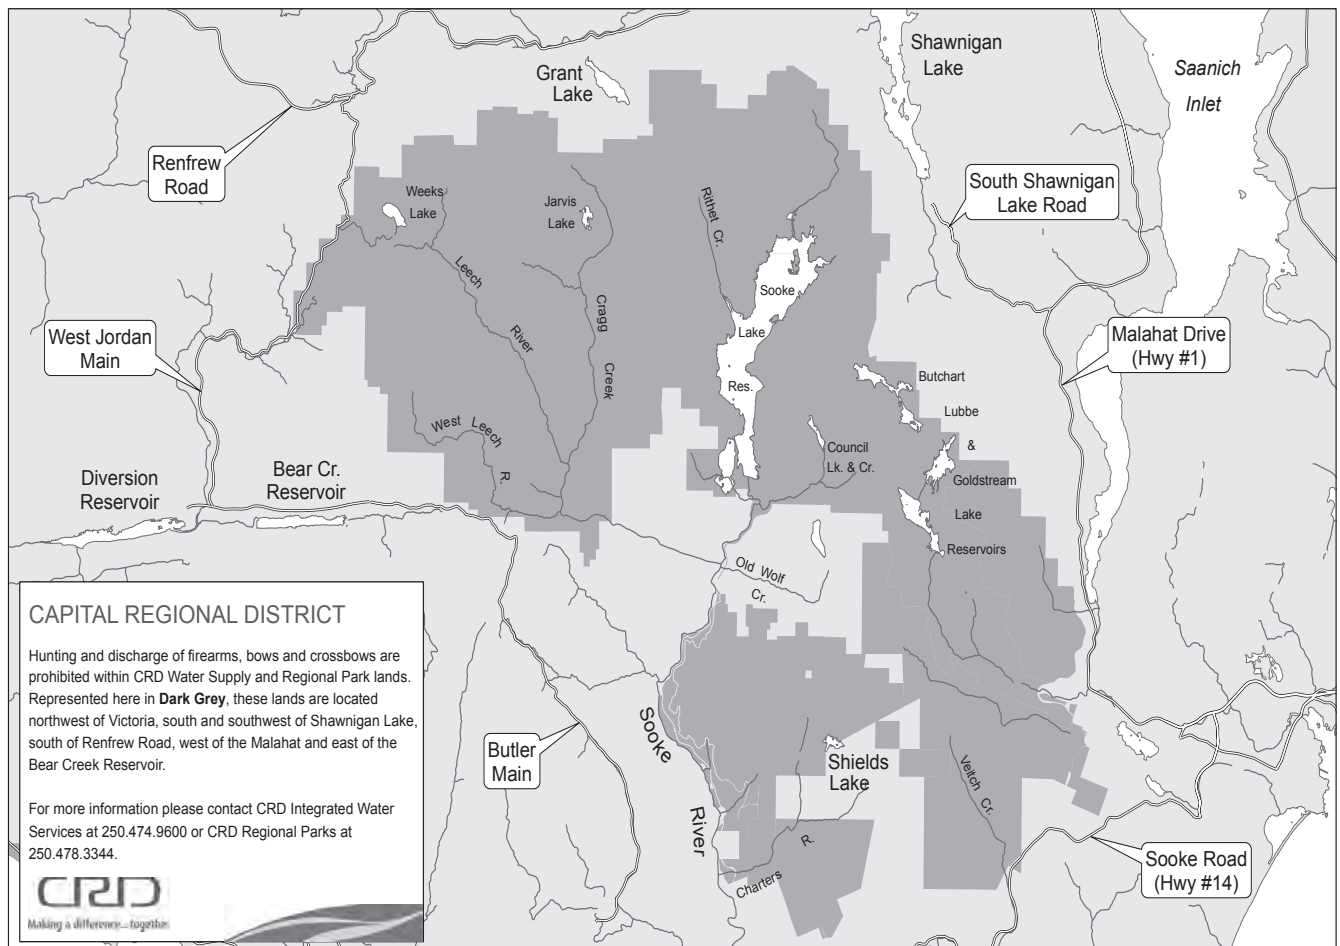 Shawnigan
Lake
Saanich
Inlet
Grant
Lake
Renfrew
Road
Weeks
Lake
Jarvis
Lake
Rithet Cr.
South Shawnigan
Lake Road
Leech
River
Cragg
Creek
Sooke
Lake
Res.
West Jordan
Main
Malahat Drive
(Hwy #1)
Butchart
Lubbe
&
Goldstream
Lake
Reservoirs
West Leech
R.
Council
Lk. & Cr.
Diversion
Reservoir
Bear Cr.
Reservoir
Old Wolf
Cr.
CAPITAL REGIONAL DISTRICT
Hunting and discharge of firearms, bows and crossbows are
prohibited within CRD Water Supply and Regional Park lands.
Represented here in Dark Grey, these lands are located
northwest of Victoria, south and southwest of Shawnigan Lake,
south of Renfrew Road, west of the Malahat and east of the
Bear Creek Reservoir.
For more information please contact CRD Integrated Water
Services at 250.474.9600 or CRD Regional Parks at
250.478.3344.
CRD
Making a difference...together
Butler
Main
Sooke
River
Shields
Lake
Veitch Cr.
Charters
R.
Sooke Road
(Hwy #14)